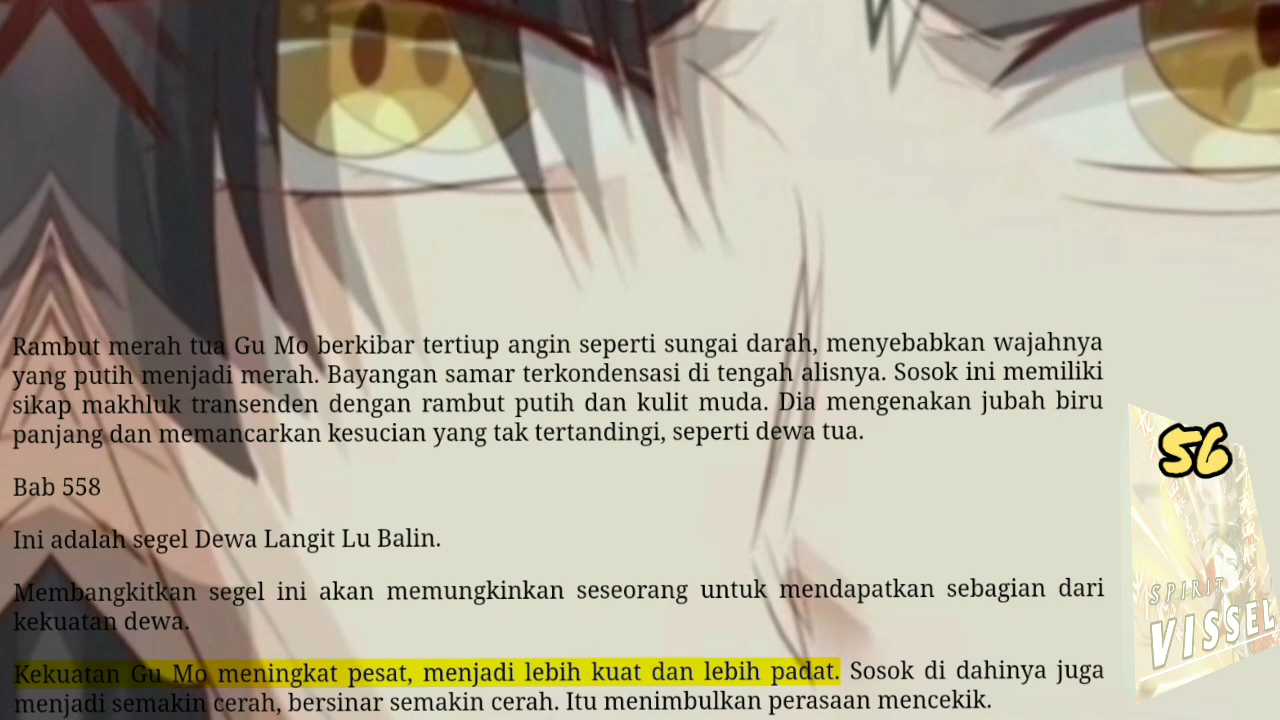 Rambut merah tua Gu Mo berkibar tertiup angin seperti sungai darah, menyebabkan wajahnya
yang putih menjadi merah. Bayangan samar terkondensasi di tengah alisnya. Sosok ini memiliki
sikap makhluk transenden dengan rambut putih dan kulit muda. Dia mengenakan jubah biru
panjang dan memancarkan kesucian yang tak tertandingi, seperti dewa tua.
Bab 558
Ini adalah segel Dewa Langit Lu Balin.
Membangkitkan segel ini akan memungkinkan seseorang untuk mendapatkan sebagian dari
kekuatan dewa.
Kekuatan Gu Mo meningkat pesat, menjadi lebih kuat dan lebih padat. Sosok di dahinya juga
menjadi semakin cerah, bersinar semakin cerah. Itu menimbulkan perasaan mencekik.
56
SPIRIT
VISSEL